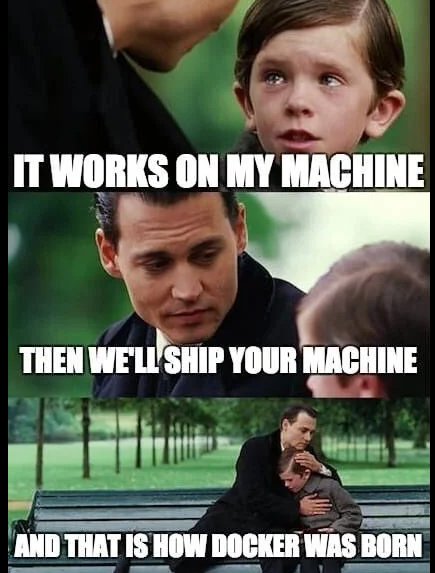 IT WORKS ON MY MACHINE
THEN WE'LL SHIP YOUR MACHINE
AND THAT IS HOW DOCKER WAS BORN